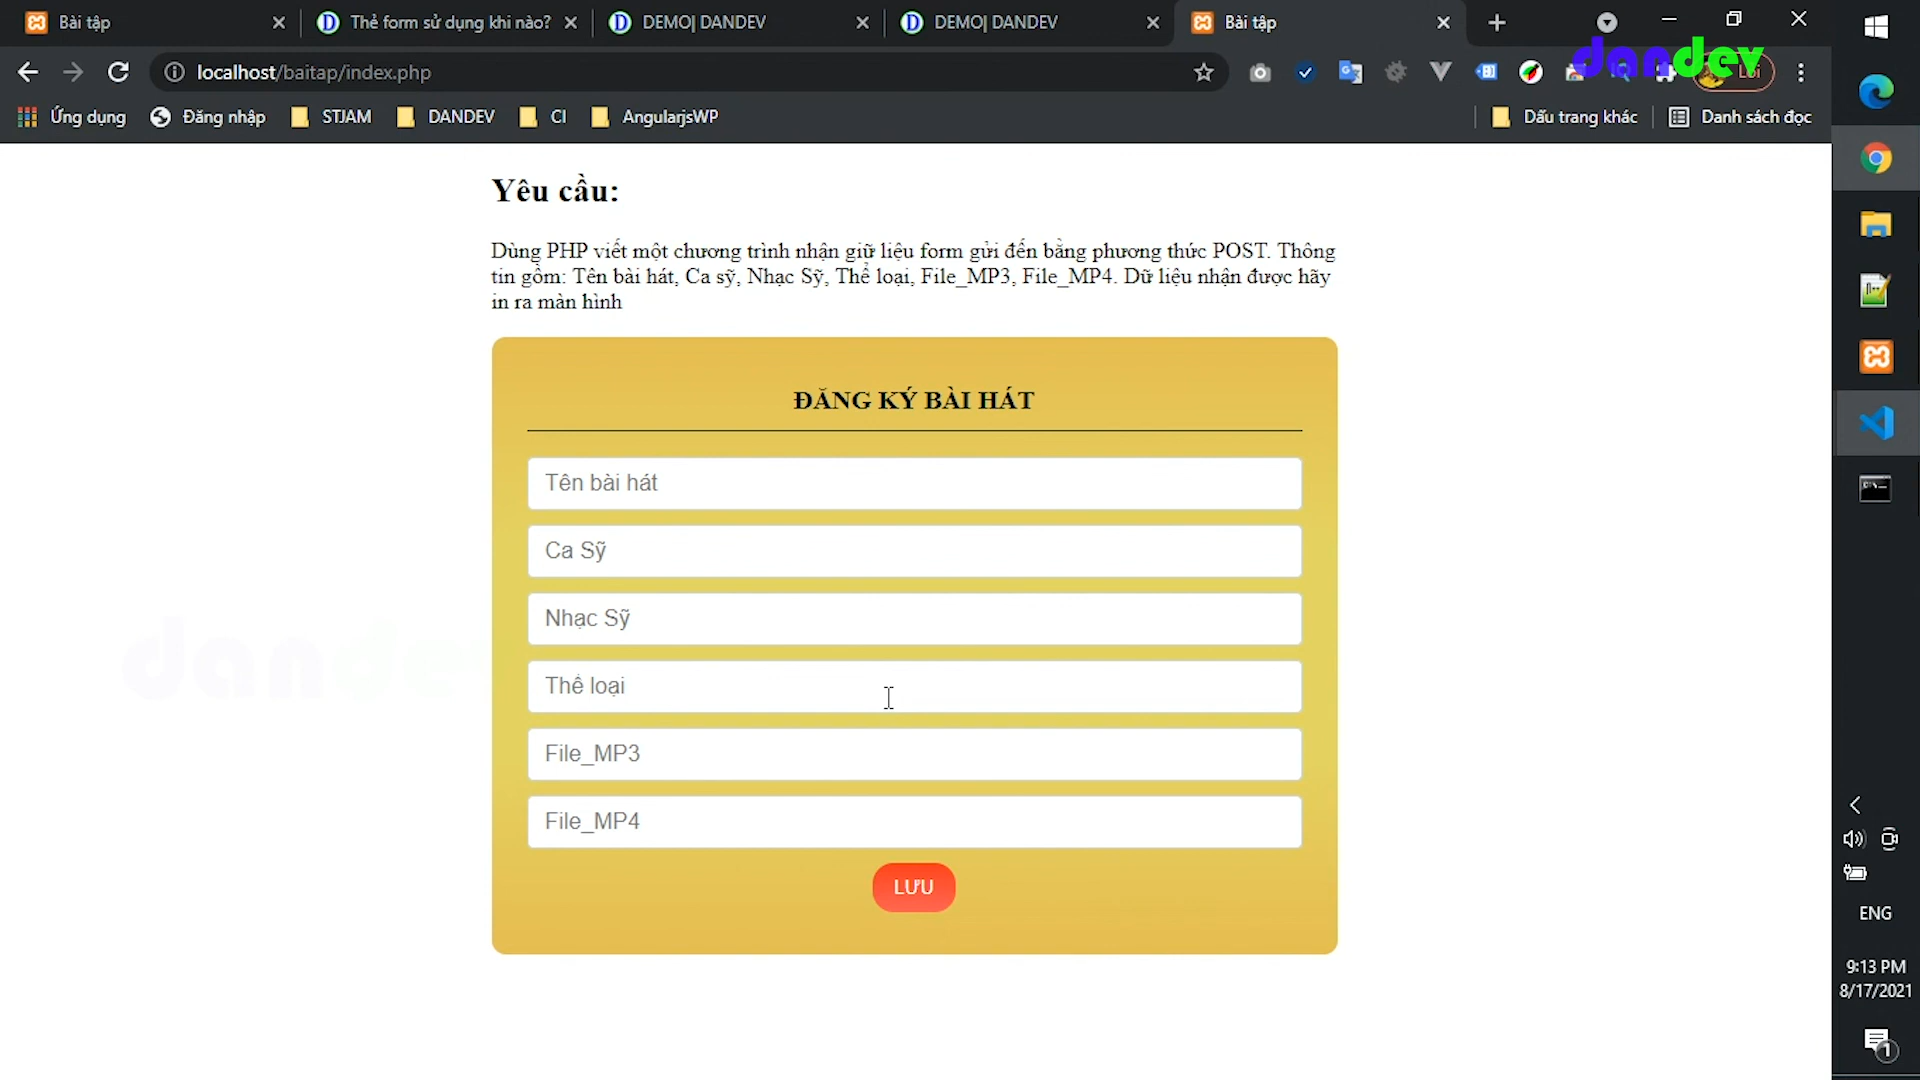 Bài tập
Thẻ form sử dụng khi nào?
DEMO| DANDEV
DEMO| DANDEV
Bài tập
localhost/baitap/index.php
dandev
Ứng dụng
Đăng nhập
STJAM
DANDEV
CI
AngularjsWP
Dấu trang khác
Danh sách đọc
Yêu cầu:
Dùng PHP viết một chương trình nhận giữ liệu form gửi đến bằng phương thức POST. Thông
tin gồm: Tên bài hát, Ca sỹ, Nhạc Sỹ, Thể loại, File_MP3, File_MP4. Dữ liệu nhận được hãy
in ra màn hình
ĐĂNG KÝ BÀI HÁT
Tên bài hát
Ca Sỹ
Nhạc Sỹ
Thể loại
File_MP3
File_MP4
LƯU
dandev
ENG
9:13 PM
8/17/2021
1